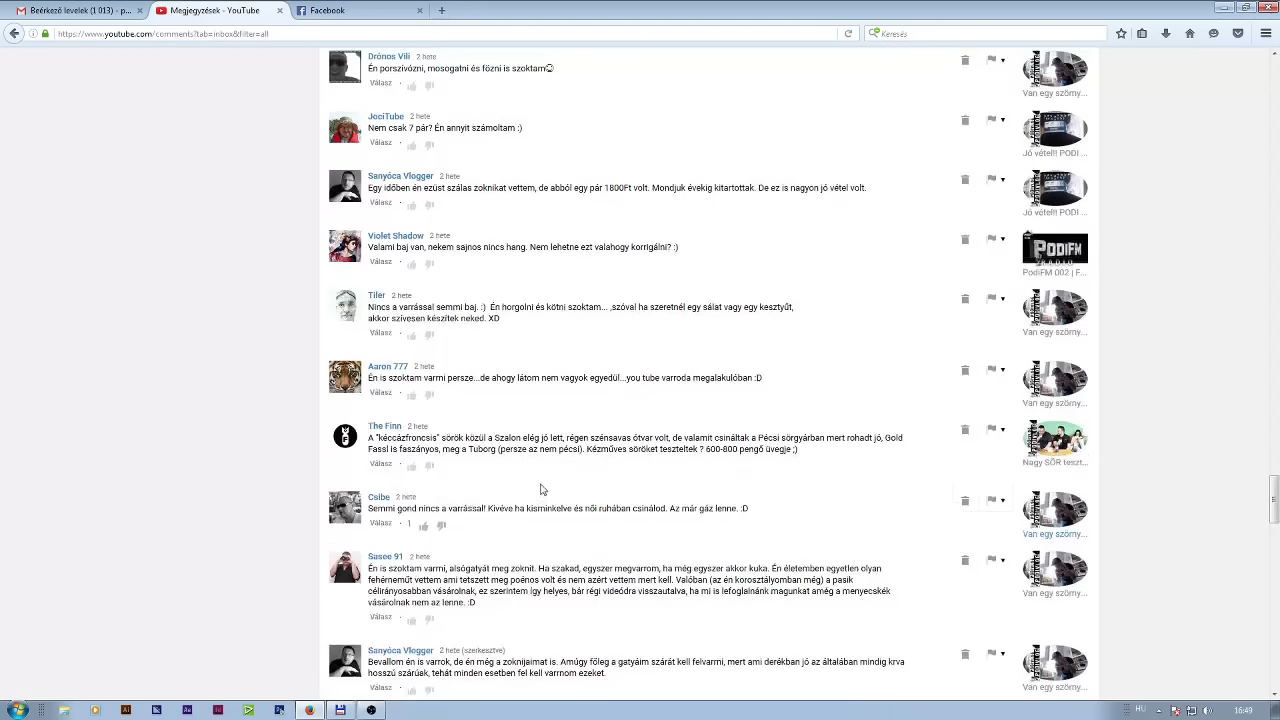 Beérkező levelek (1 013) - p...
Megjegyzések - YouTube
Facebook
https://www.youtube.com/comments?tab=inbox&filter=all
Keresés
Drónos Vili 2 hete
Én porszívózni, mosogatni és főzni is szoktam
Válasz
Van egy szörny...
JociTube 2 hete
Nem csak 7 pár? Én annyit számoltam :)
Válasz
Jó vétel!! PODI ...
Sanyóca Vlogger 2 hete
Egy időben én ezüst szálas zoknikat vettem, de abból egy pár 1800Ft volt. Mondjuk évekig kitartottak. De ez is nagyon jó vétel volt.
Válasz
Jó vétel!! PODI ...
Violet Shadow 2 hete
Valami baj van, nekem sajnos nincs hang. Nem lehetne ezt valahogy korrigálni? :)
Válasz
PODIFM
RADIO
PodiFM 002 | F...
Tifer 2 hete
Nincs a varrással semmi baj. :) Én horgolni és kötni szoktam... ,szóval ha szeretnél egy sálat vagy egy kesztyűt,
akkor szívesen készítek neked. XD
Válasz
Van egy szörny...
Aaron 777 2 hete
Én is szoktam varrni persze...de ahogy látom nem vagyok egyedül...you tube varroda megalakulóban :D
Válasz
Van egy szörny...
The Finn 2 hete
A "kéccázfroncsis" sörök közül a Szalon elég jó lett, régen szénsavas ótvar volt, de valamit csináltak a Pécsi sörgyárban mert rohadt jó, Gold
Fassl is faszányos, meg a Tuborg (persze az nem pécsi). Kézműves söröket teszteltek ? 600-800 pengő üvegje ;)
Válasz
Nagy SÖR teszt...
Csibe 2 hete
Semmi gond nincs a varrással! Kivéve ha kisminkelve és női ruhában csinálod. Az már gáz lenne. :D
Válasz · 1
Van egy szörny...
Sasee 91 2 hete
Én is szoktam varrni, alsógatyát meg zoknit. Ha szakad, egyszer megvarrom, ha még egyszer akkor kuka. Én életemben egyetlen olyan
fehérneműt vettem ami tetszett meg poénos volt és nem azért vettem mert kell. Valóban (az én korosztályomban még) a pasik
célirányosabban vásárolnak, ez szerintem így helyes, bár régi videóira visszautalva, ha mi is lefoglalnánk magunkat amég a menyecskék
vásárolnak nem az lenne. :D
Válasz
Van egy szörny...
Sanyóca Vlogger 2 hete (szerkesztve)
Bevallom én is varrok, de én még a zoknijaimat is. Amúgy főleg a gatyáim szárát kell felvarrni, mert ami derékban jó az általában mindig krva
hosszú szárúak, tehát minden esetben fel kell varrnom ezeket.
Válasz
Van egy szörny...
HU
16:49